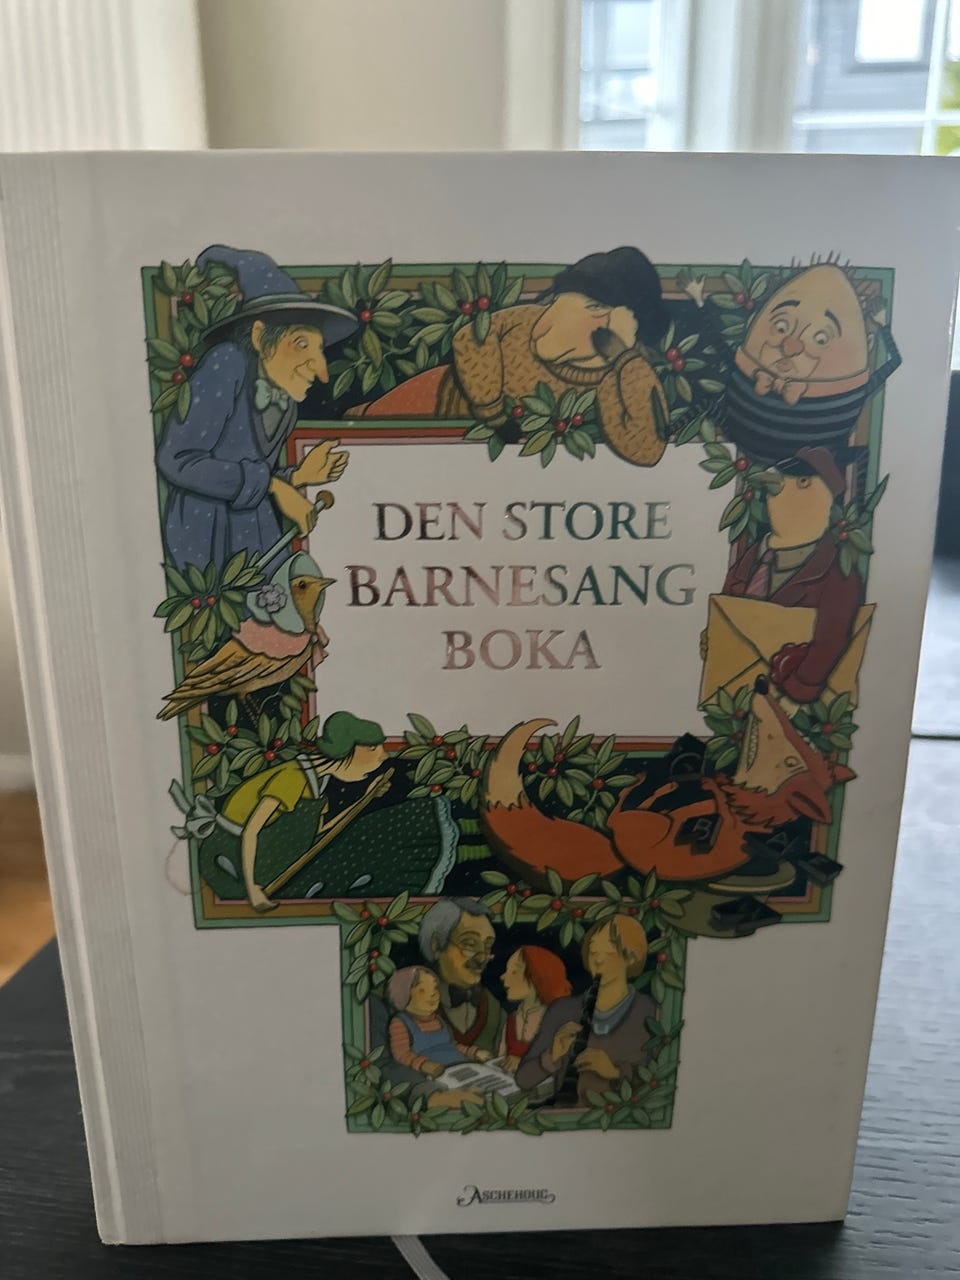 DEN STORE
BARNESANG
BOKA
ASCHEHOUG